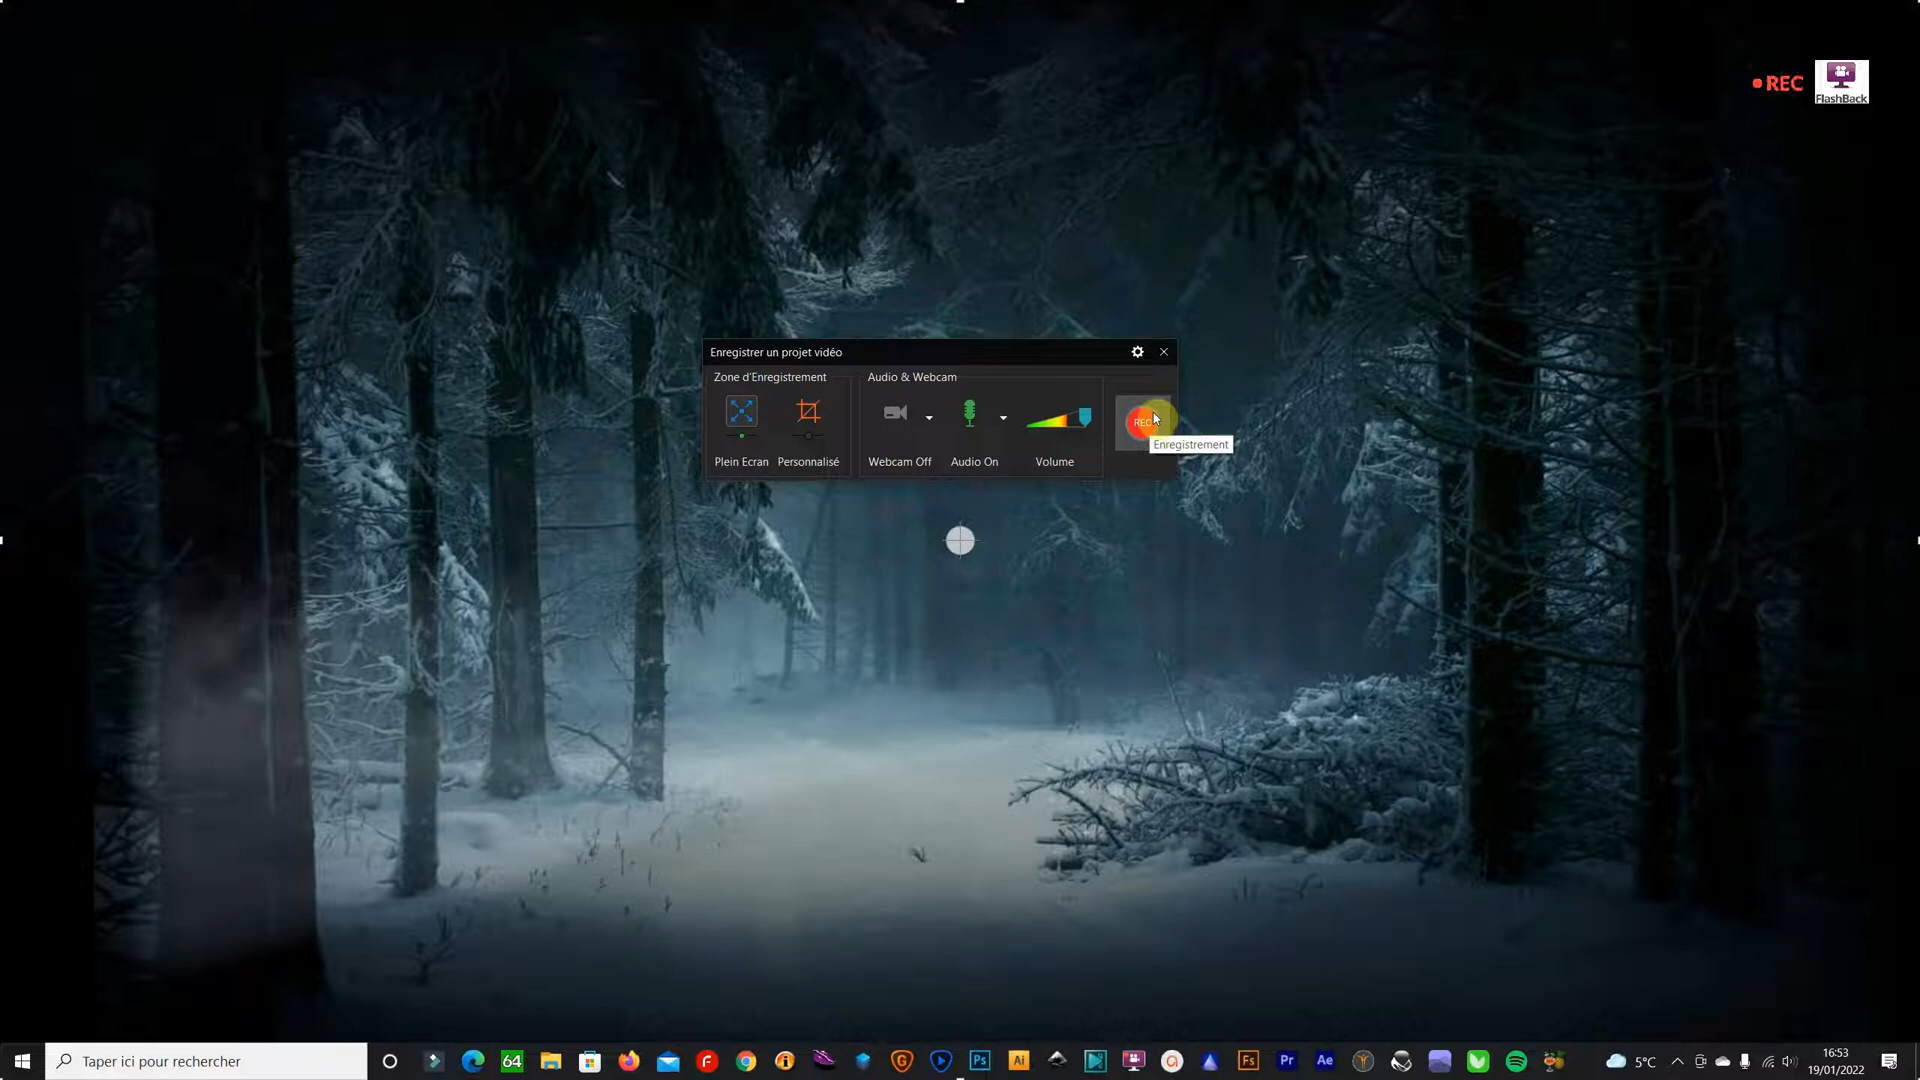 REC
FlashBack
Enregistrer un projet vidéo
Zone d'Enregistrement
Audio & Webcam
REC
Enregistrement
Plein Ecran
Personnalisé
Webcam Off
Audio On
Volume
Taper ici pour rechercher
64
Ps
Ai
Fs
Pr
Ae
5°C
16:53
19/01/2022